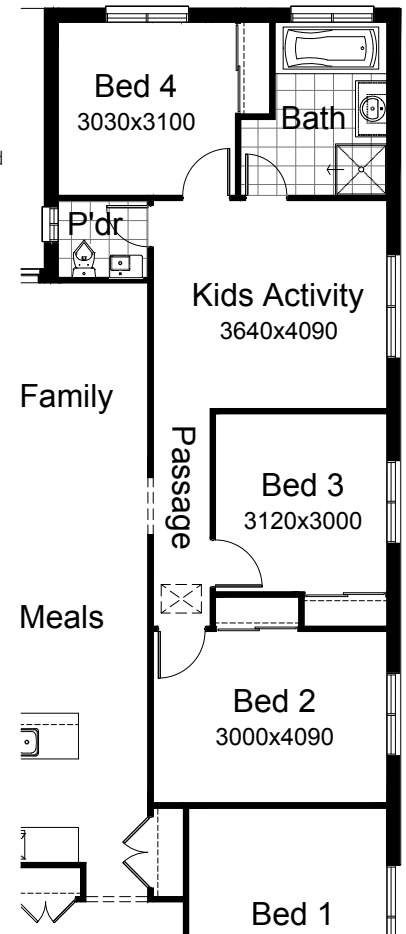 Bed 4
3030x3100
Bath
d
P'dr
Kids Activity
3640x4090
Family
Passage
Bed 3
3120x3000
Meals
Bed 2
3000x4090
Bed 1